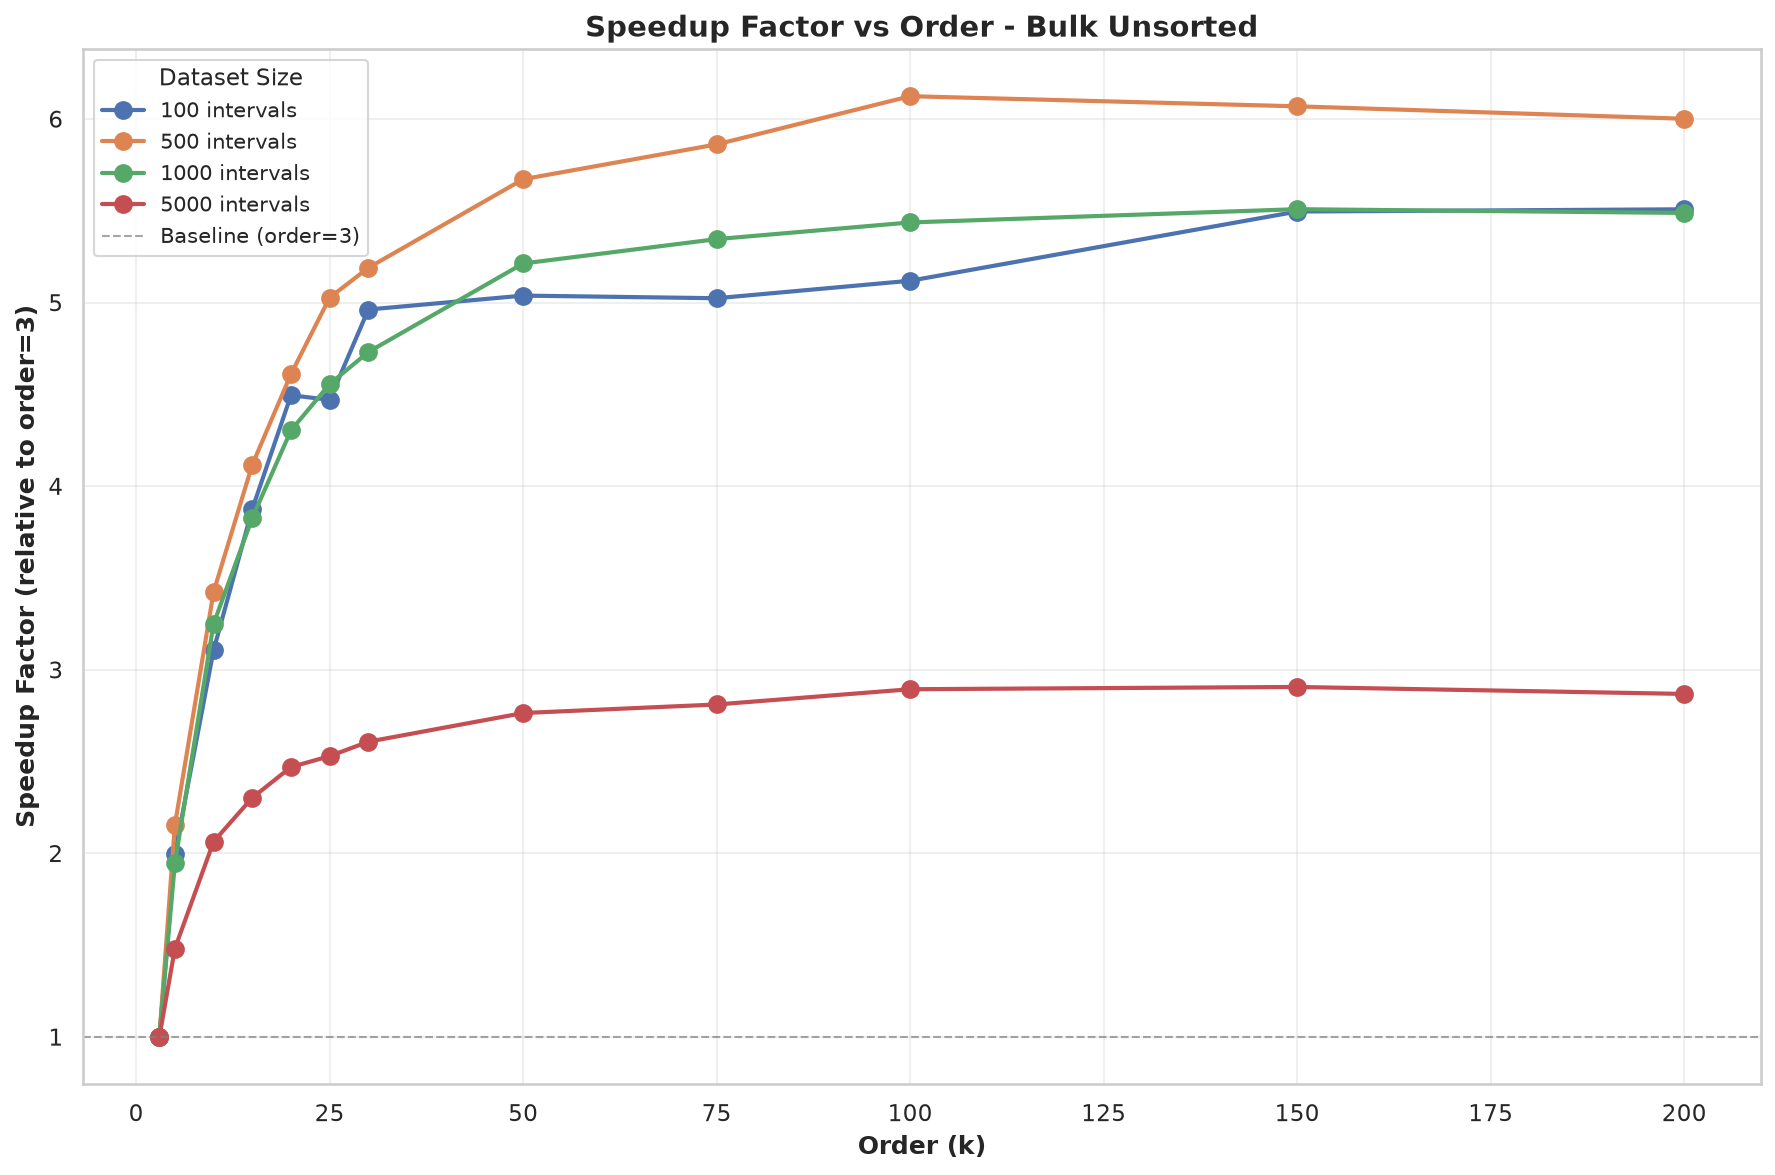 Speedup Factor vs Order - Bulk Unsorted
Dataset Size
100 intervals
500 intervals
1000 intervals
5000 intervals
Baseline (order=3)
Speedup Factor (relative to order=3)
6
5
4
3
2
1
0 25 50 75 100 125 150 175 200
Order (k)